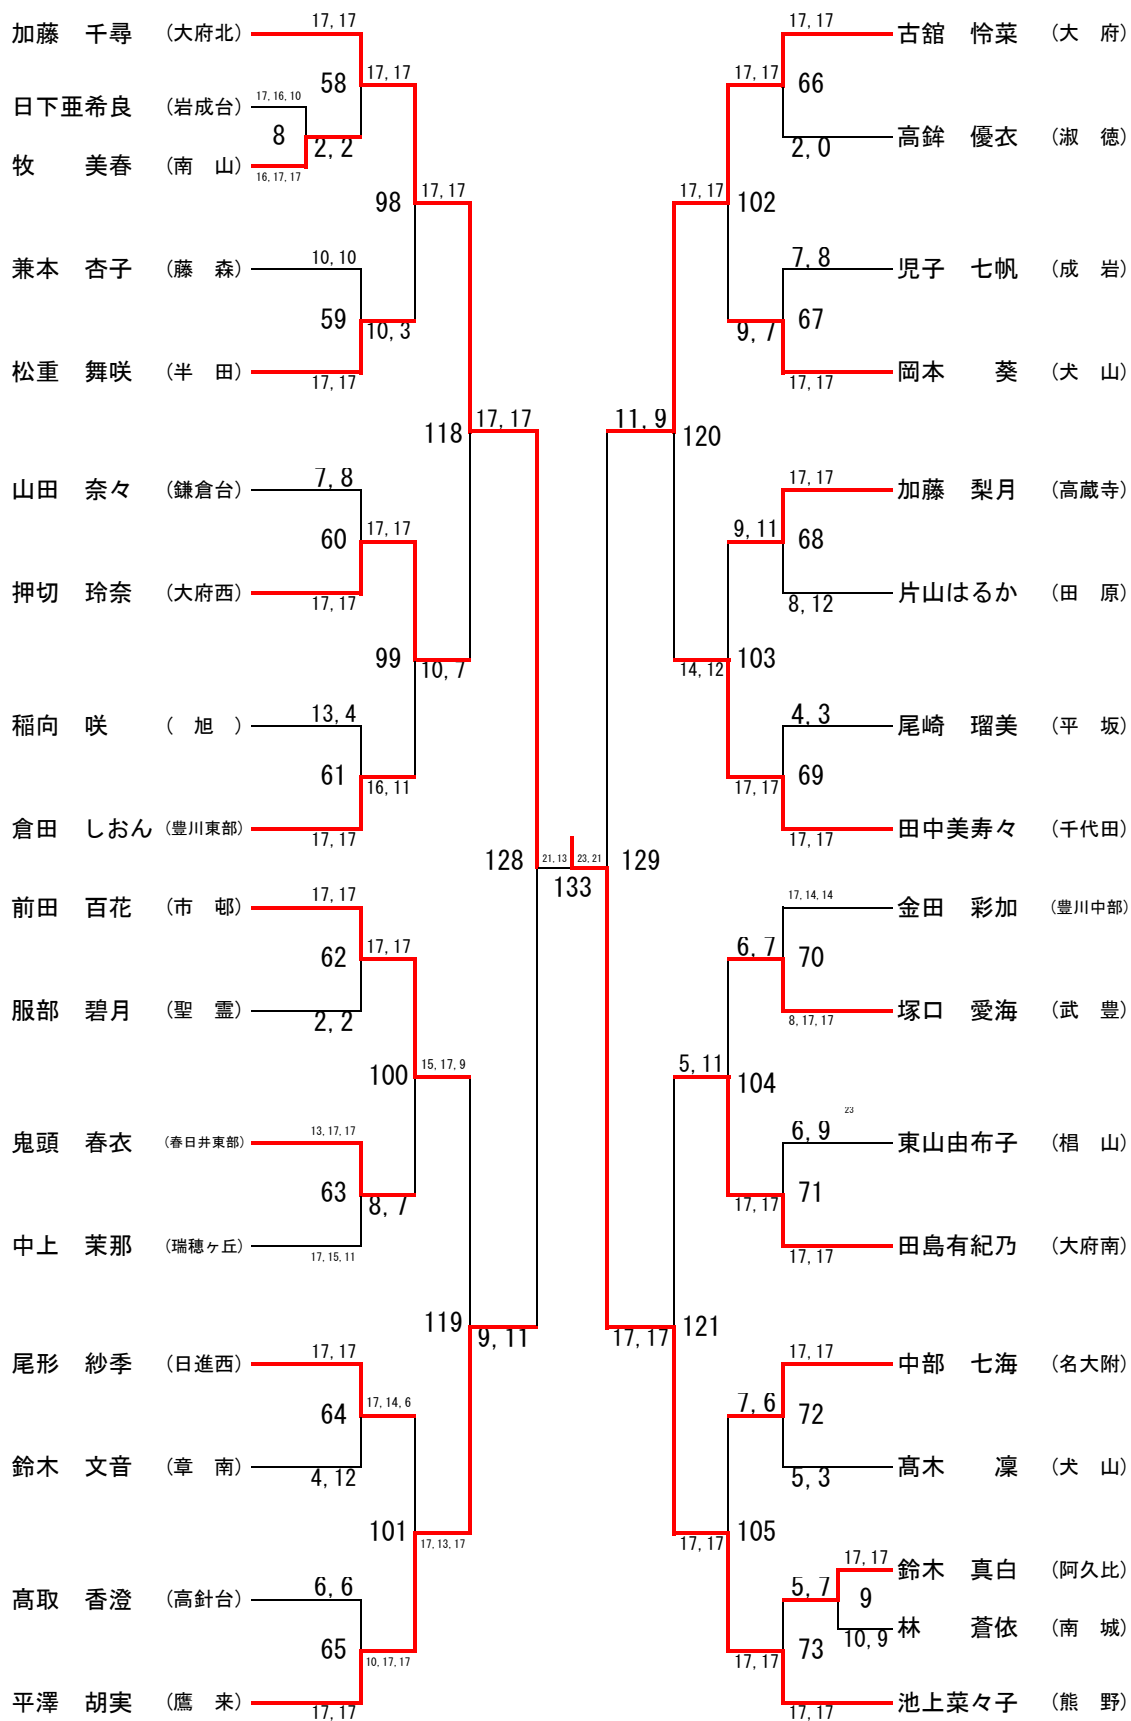 加藤　千尋 （大府北） 17, 17
58 17, 17
日下亜希良 （岩成台） 17, 16, 10
8 2, 2
牧　　美春 （南　山） 16, 17, 17
98 17, 17
兼本　杏子 （藤　森） 10, 10
59 10, 3
松重　舞咲 （半　田） 17, 17
118 17, 17
山田　奈々 （鎌倉台） 7, 8
60 17, 17
押切　玲奈 （大府西） 17, 17
99 10, 7
稲向　咲 （　旭　） 13, 4
61 16, 11
倉田　しおん （豊川東部） 17, 17
128 21, 13
前田　百花 （市　邨） 17, 17
62 17, 17
服部　碧月 （聖　霊） 2, 2
100 15, 17, 9
鬼頭　春衣 （春日井東部） 13, 17, 17
63 8, 7
中上　茉那 （瑞穂ヶ丘） 17, 15, 11
119 9, 11
尾形　紗季 （日進西） 17, 17
64 17, 14, 6
鈴木　文音 （章　南） 4, 12
101 17, 13, 17
髙取　香澄 （高針台） 6, 6
65 10, 17, 17
平澤　胡実 （鷹　来） 17, 17
133
17, 17 古舘　怜菜 （大　府）
17, 17 66
2, 0 高鉾　優衣 （淑　徳）
17, 17 102
7, 8 児子　七帆 （成　岩）
9, 7 67
17, 17 岡本　　葵 （犬　山）
11, 9 120
17, 17 加藤　梨月 （高蔵寺）
9, 11 68
8, 12 片山はるか （田　原）
14, 12 103
4, 3 尾崎　瑠美 （平　坂）
17, 17 69
17, 17 田中美寿々 （千代田）
23, 21 129
17, 14, 14 金田　彩加 （豊川中部）
6, 7 70
8, 17, 17 塚口　愛海 （武　豊）
5, 11 104
23
6, 9 東山由布子 （椙　山）
17, 17 71
17, 17 田島有紀乃 （大府南）
17, 17 121
17, 17 中部　七海 （名大附）
7, 6 72
5, 3 髙木　　凜 （犬　山）
17, 17 105
17, 17 鈴木　真白 （阿久比）
5, 7 9
10, 9 林　　蒼依 （南　城）
17, 17 73
17, 17 池上菜々子 （熊　野）